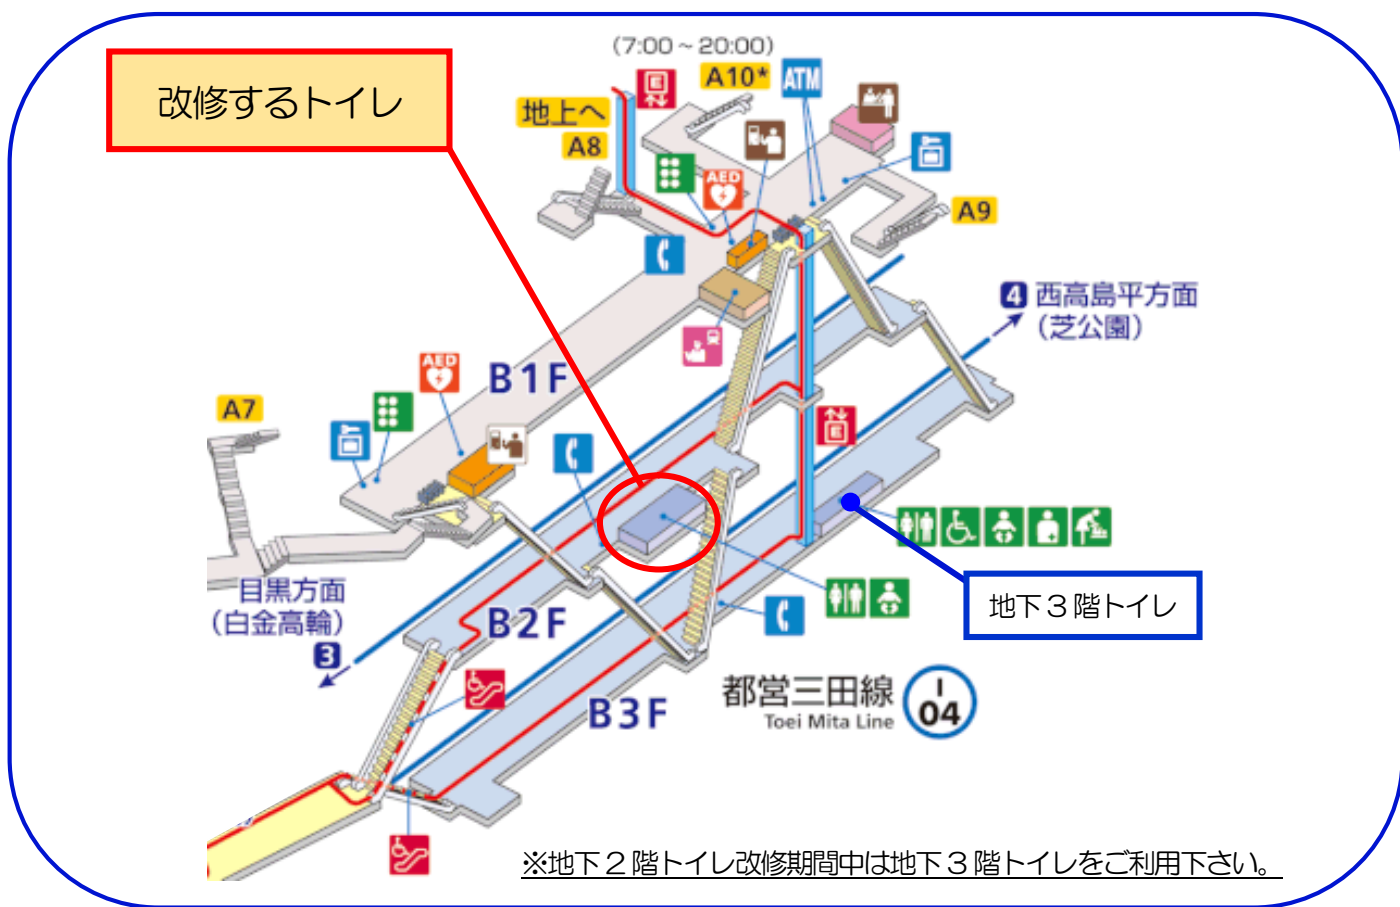 (7:00～20:00)
改修するトイレ
A10*
ATM
地上へ
A8
AED
A9
4 西高島平方面
(芝公園)
AED
B1F
A7
目黒方面
(白金高輪)
3
B2F
地下3階トイレ
B3F
都営三田線
Toei Mita Line
I
04
※地下2階トイレ改修期間中は地下3階トイレをご利用下さい。